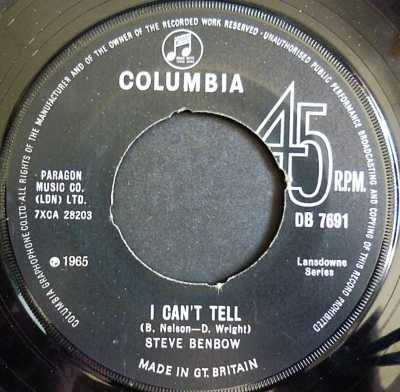 COLUMBIA GRAPHOPHONE CO. LTD. · ALL RIGHTS OF THE MANUFACTURER AND OF THE OWNER OF THE RECORDED WORK RESERVED · UNAUTHORISED PUBLIC PERFORMANCE BROADCASTING AND COPYING OF THIS RECORD PROHIBITED
COLUMBIA
45
R.P.M.
PARAGON
MUSIC CO.
(LDN) LTD.
7XCA 28203
DB 7691
℗ 1965
Lansdowne
Series
I CAN'T TELL
(B. Nelson—D. Wright)
STEVE BENBOW
MADE IN GT. BRITAIN